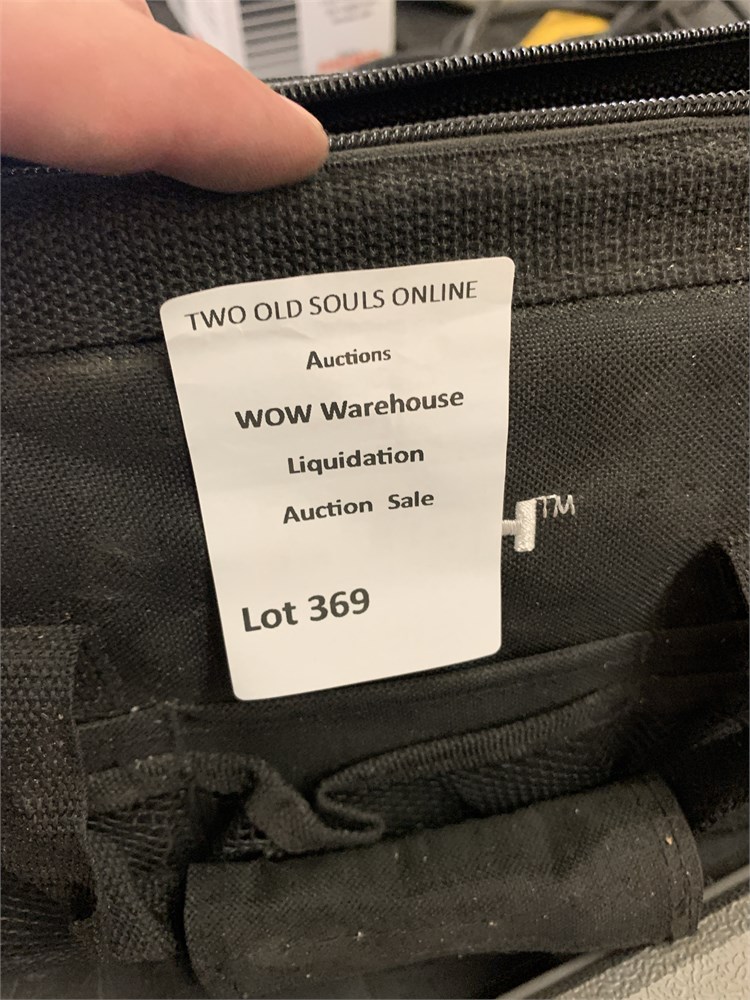 TWO OLD SOULS ONLINE
Auctions
WOW Warehouse
Liquidation
Auction Sale
Lot 369
TM